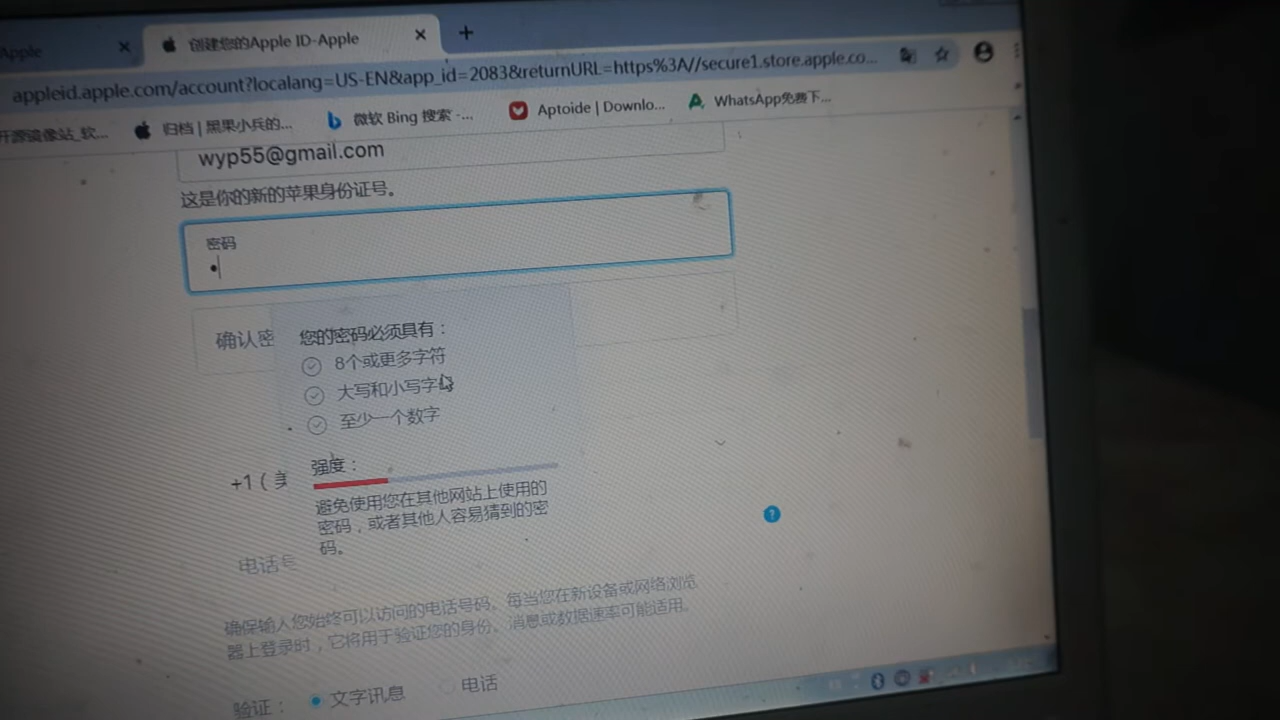 Apple
创建您的Apple ID-Apple
appleid.apple.com/account?localang=US-EN&app_id=2083&returnURL=https%3A//secure1.store.apple.co...
开源镜像站_软...
归档 | 黑果小兵的...
微软 Bing 搜索 -...
Aptoide | Downlo...
WhatsApp免费下...
wyp55@gmail.com
这是你的新的苹果身份证号。
密码
确认密
您的密码必须具有：
8个或更多字符
大写和小写字
至少一个数字
强度：
+1（美
避免使用您在其他网站上使用的
密码，或者其他人容易猜到的密
码。
电话号
确保输入您始终可以访问的电话号码。每当您在新设备或网络浏览
器上登录时，它将用于验证您的身份。消息或数据速率可能适用。
验证：
文字讯息
电话